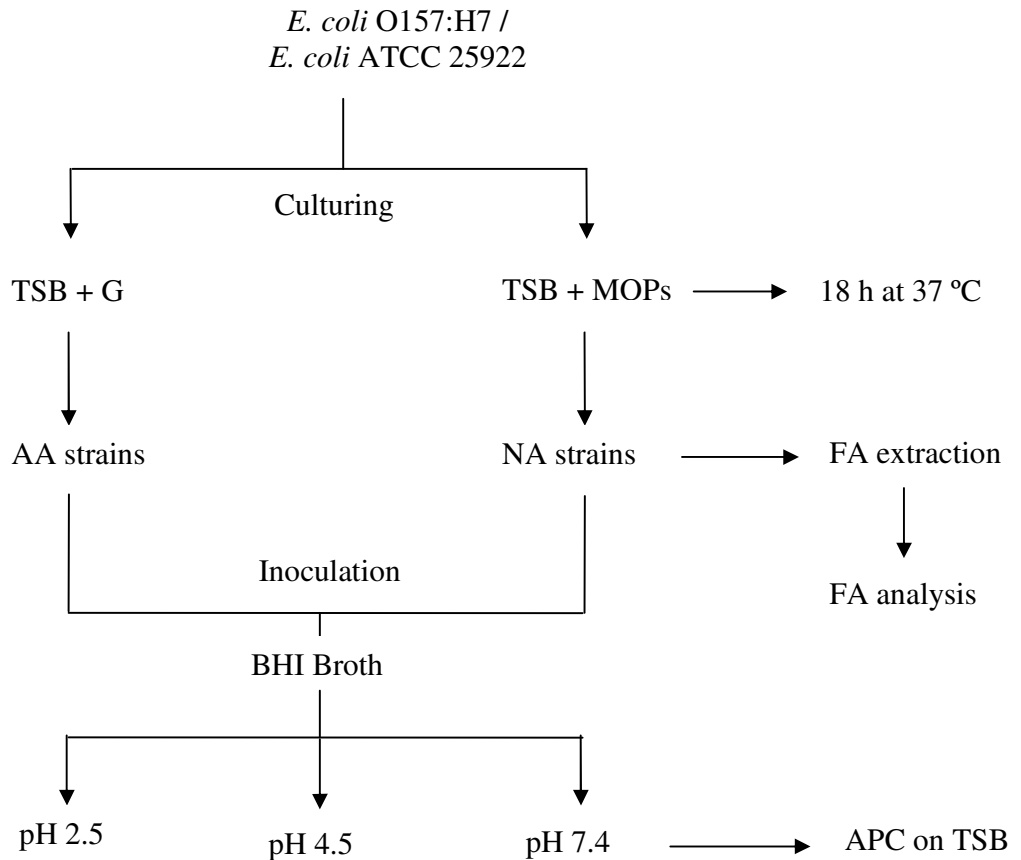 E. coli O157:H7 /
E. coli ATCC 25922
Culturing
TSB + G
TSB + MOPs
18 h at 37 ºC
AA strains
NA strains
FA extraction
Inoculation
FA analysis
BHI Broth
pH 2.5
pH 4.5
pH 7.4
APC on TSB